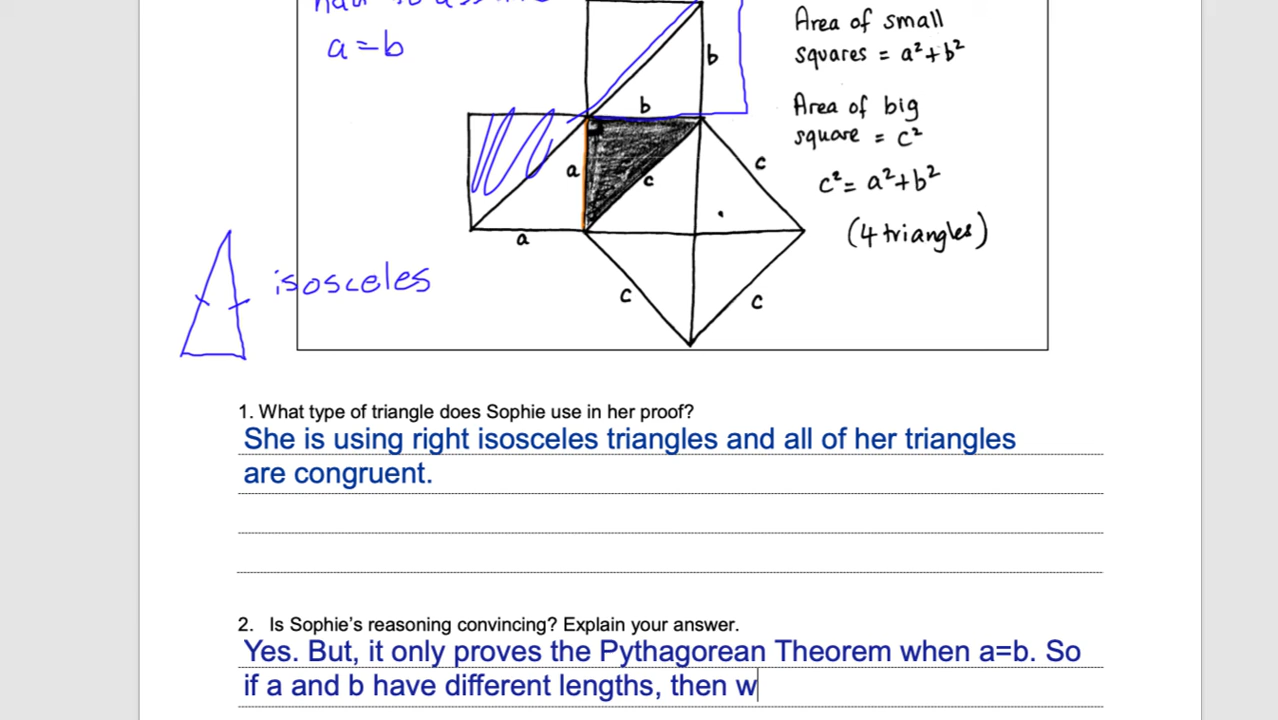 a=b
b
b
a
c
a
c
c
c
Area of small
squares = a²+b²
Area of big
square = c²
c²= a²+b²
(4 triangles)
isosceles
1. What type of triangle does Sophie use in her proof?
She is using right isosceles triangles and all of her triangles
are congruent.
2. Is Sophie's reasoning convincing? Explain your answer.
Yes. But, it only proves the Pythagorean Theorem when a=b. So
if a and b have different lengths, then w